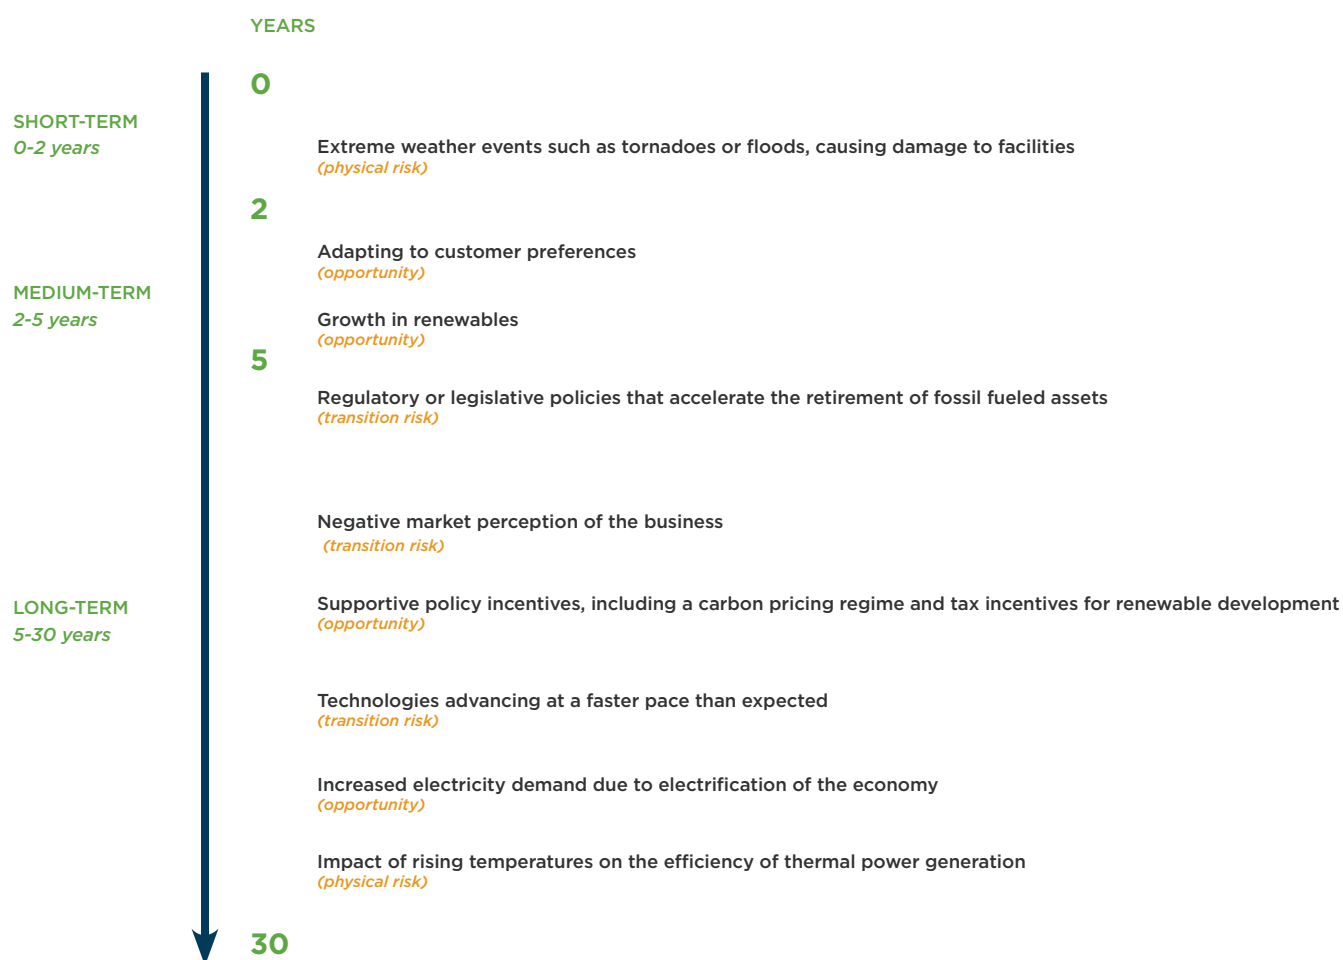 YEARS
0
SHORT-TERM
0-2 years
Extreme weather events such as tornadoes or floods, causing damage to facilities
(physical risk)
2
Adapting to customer preferences
(opportunity)
MEDIUM-TERM
2-5 years
Growth in renewables
(opportunity)
5
Regulatory or legislative policies that accelerate the retirement of fossil fueled assets
(transition risk)
Negative market perception of the business
(transition risk)
LONG-TERM
5-30 years
Supportive policy incentives, including a carbon pricing regime and tax incentives for renewable development
(opportunity)
Technologies advancing at a faster pace than expected
(transition risk)
Increased electricity demand due to electrification of the economy
(opportunity)
Impact of rising temperatures on the efficiency of thermal power generation
(physical risk)
30